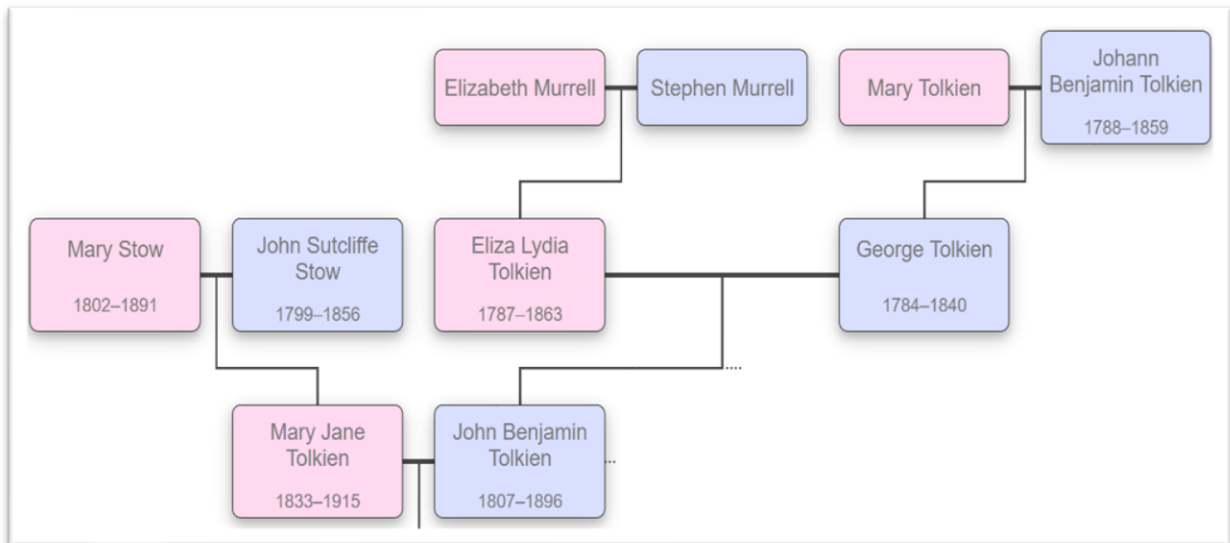 Elizabeth Murrell
Stephen Murrell
Mary Tolkien
Johann
Benjamin Tolkien
1788–1859
Mary Stow
1802–1891
John Sutcliffe
Stow
1799–1856
Eliza Lydia
Tolkien
1787–1863
George Tolkien
1784–1840
Mary Jane
Tolkien
1833–1915
John Benjamin
Tolkien
1807–1896